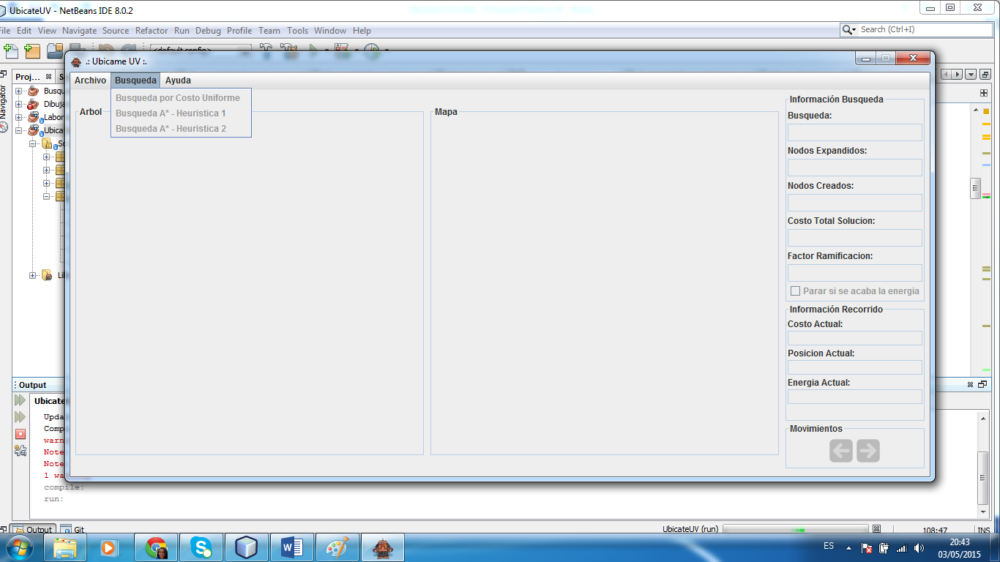 UbicateUV - NetBeans IDE 8.0.2
File Edit View Navigate Source Refactor Run Debug Profile Team Tools Window Help
Search (Ctrl+I)
<default config>
.: Ubicame UV :.
Archivo Busqueda Ayuda
Busqueda por Costo Uniforme
Busqueda A* - Heuristica 1
Busqueda A* - Heuristica 2
Arbol
Mapa
Información Busqueda
Busqueda:
Nodos Expandidos:
Nodos Creados:
Costo Total Solucion:
Factor Ramificacion:
Parar si se acaba la energia
Información Recorrido
Costo Actual:
Posicion Actual:
Energia Actual:
Movimientos
Proj...
Navigator
Busqu
Dibuja
Labor
Ubica
So
Lil
Output
Ubicate
Upda
Comp
warn
Note
Note
1 wa
compile:
run:
Output
Git
UbicateUV (run)
108:47
INS
ES
20:43
03/05/2015